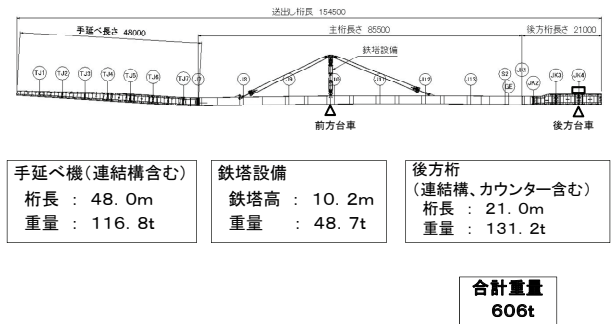 送出し桁長 154500
手延べ長さ 48000
主桁長さ 85500
後方桁長さ 21000
鉄塔設備
TJ1 TJ2 TJ3 TJ4 TJ5 TJ6 TJ7 J7 J8 J9 J12 J13 S2 GE JK1 JK2 JK3 JK4
前方台車
後方台車
手延べ機(連結構含む)
桁長 : 48.0m
重量 : 116.8t
鉄塔設備
鉄塔高 : 10.2m
重量 : 48.7t
後方桁
(連結構、カウンター含む)
桁長 : 21.0m
重量 : 131.2t
合計重量
606t